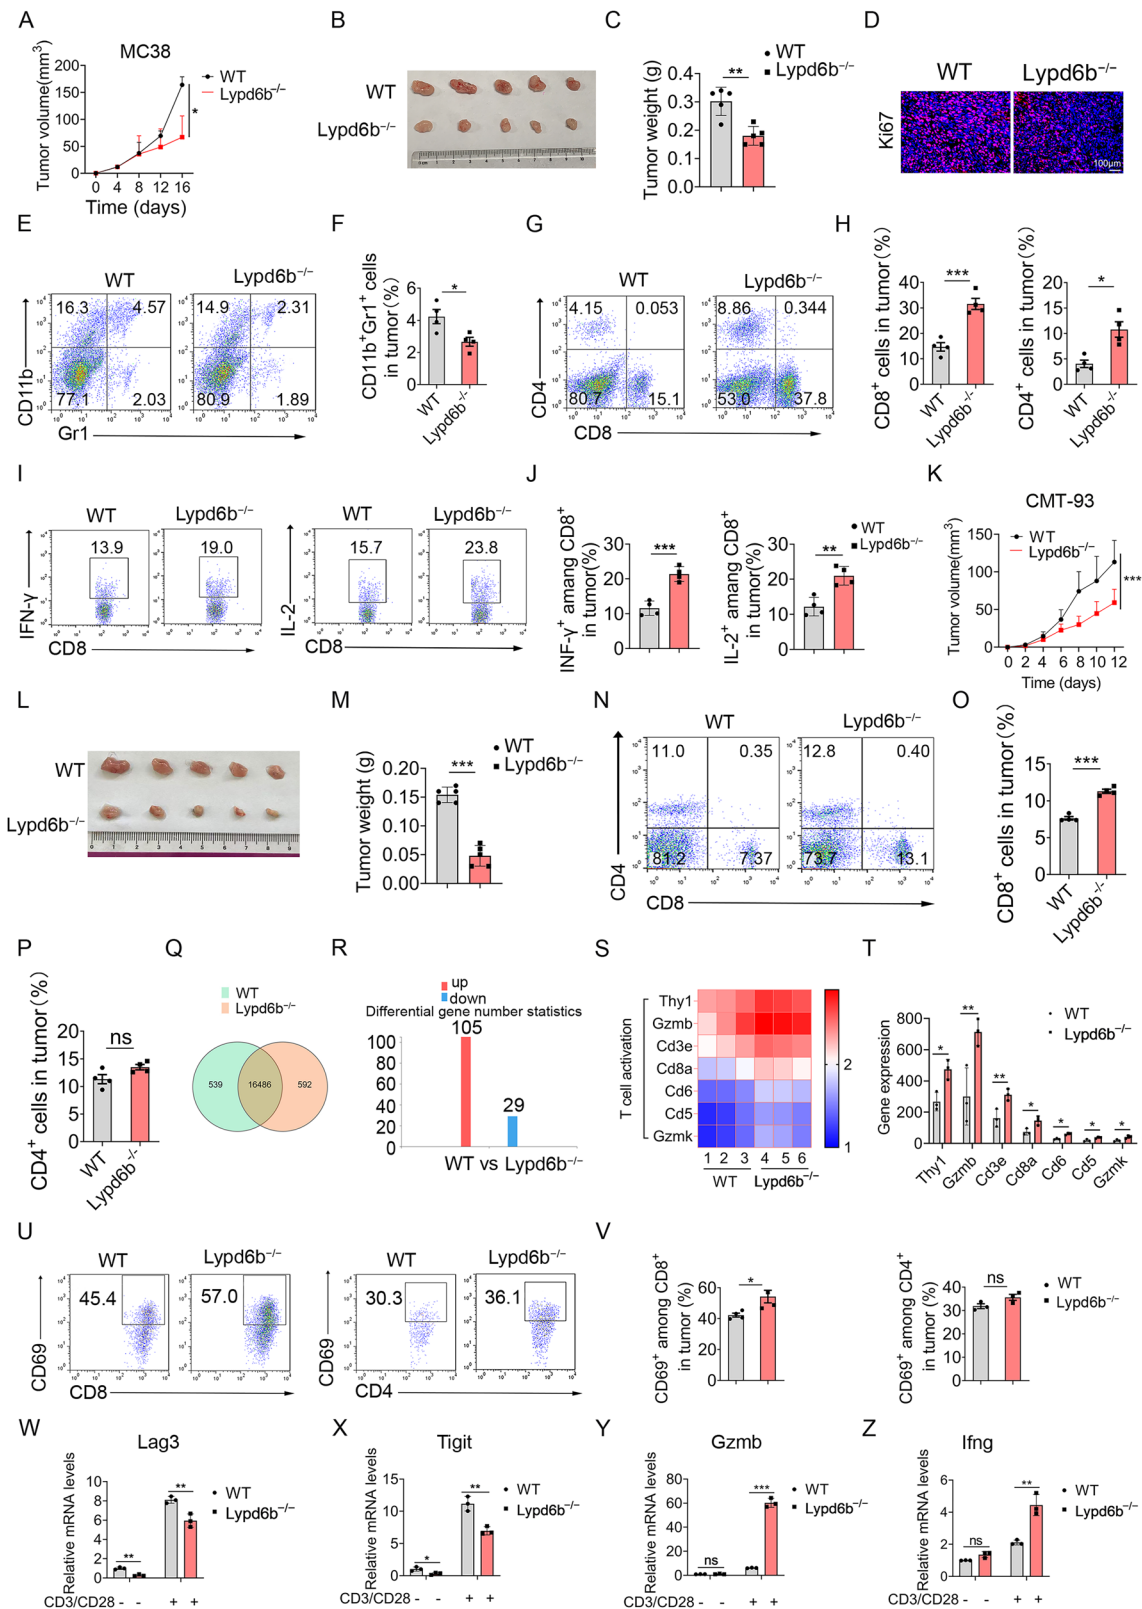 A
MC38
Tumor volume(mm³)
200
150
100
50
0
0 4 8 12 16
Time (days)
WT
Lypd6b⁻/⁻
*
B
WT
Lypd6b⁻/⁻
C
WT
Lypd6b⁻/⁻
Tumor weight (g)
0.4
0.3
0.2
0.1
0.0
**
D
WT Lypd6b⁻/⁻
Ki67
100μm
E
WT Lypd6b⁻/⁻
16.3 4.57
77.1 2.03
14.9 2.31
80.9 1.89
CD11b
Gr1
F
CD11b⁺Gr1⁺ cells
in tumor(%)
6
4
2
0
*
WT
Lypd6b⁻/⁻
G
WT Lypd6b⁻/⁻
4.15 0.053
80.7 15.1
8.86 0.344
53.0 37.8
CD4
CD8
H
CD8⁺ cells in tumor(%)
40
30
20
10
0
***
WT
Lypd6b⁻/⁻
CD4⁺ cells in tumor(%)
20
15
10
5
0
*
WT
Lypd6b⁻/⁻
I
WT Lypd6b⁻/⁻
13.9 19.0
IFN-γ
CD8
WT Lypd6b⁻/⁻
15.7 23.8
IL-2
CD8
J
INF-γ⁺ amang CD8⁺
in tumor(%)
30
20
10
0
***
IL-2⁺ amang CD8⁺
in tumor(%)
30
20
10
0
**
WT
Lypd6b⁻/⁻
K
CMT-93
Tumor volume(mm³)
150
100
50
0
0 2 4 6 8 10 12
Time (days)
WT
Lypd6b⁻/⁻
***
L
WT
Lypd6b⁻/⁻
0 1 2 3 4 5 6 7 8 9
M
WT
Lypd6b⁻/⁻
Tumor weight (g)
0.20
0.15
0.10
0.05
0.00
***
N
WT Lypd6b⁻/⁻
11.0 0.35
81.2 7.37
12.8 0.40
73.7 13.1
CD4
CD8
O
CD8⁺ cells in tumor (%)
15
10
5
0
***
WT
Lypd6b⁻/⁻
P
CD4⁺ cells in tumor (%)
20
15
10
5
0
ns
WT
Lypd6b⁻/⁻
Q
WT
Lypd6b⁻/⁻
539 16486 592
R
up
down
Differential gene number statistics
105
29
100
80
60
40
20
0
WT vs Lypd6b⁻/⁻
S
T cell activation
Thy1
Gzmb
Cd3e
Cd8a
Cd6
Cd5
Gzmk
1 2 3 4 5 6
WT Lypd6b⁻/⁻
2
1
T
Gene expression
800
600
400
200
0
* ** ** * * * *
WT
Lypd6b⁻/⁻
Thy1 Gzmb Cd3e Cd8a Cd6 Cd5 Gzmk
U
WT Lypd6b⁻/⁻
45.4 57.0
CD69
CD8
WT Lypd6b⁻/⁻
30.3 36.1
CD69
CD4
V
CD69⁺ among CD8⁺
in tumor (%)
60
40
20
0
*
CD69⁺ among CD4⁺
in tumor (%)
40
30
20
10
0
ns
WT
Lypd6b⁻/⁻
W
Lag3
Relative mRNA levels
10
8
6
4
2
0
** **
WT
Lypd6b⁻/⁻
CD3/CD28 - - + +
X
Tigit
Relative mRNA levels
15
10
5
0
* **
WT
Lypd6b⁻/⁻
CD3/CD28 - - + +
Y
Gzmb
Relative mRNA levels
80
60
40
20
0
ns ***
WT
Lypd6b⁻/⁻
CD3/CD28 - - + +
Z
Ifng
Relative mRNA levels
6
4
2
0
ns **
WT
Lypd6b⁻/⁻
CD3/CD28 - - + +